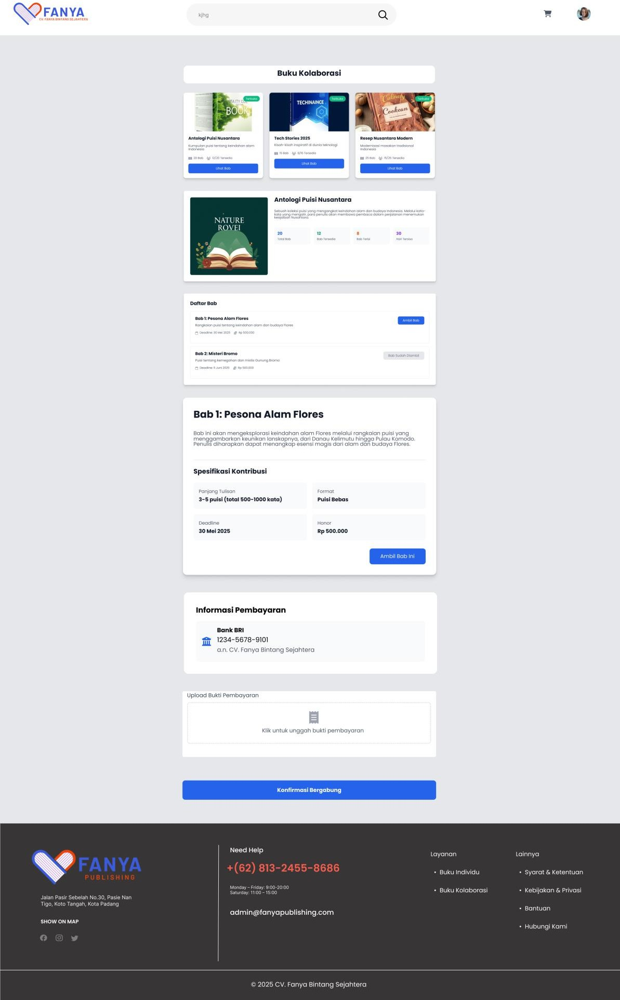 FANYA
CV. FANYA BINTANG SEJAHTERA
kjhg
Buku Kolaborasi
BOOK
Terbuka
Antologi Puisi Nusantara
Kumpulan puisi tentang keindahan alam
Indonesia
20 Bab 12/20 Tersedia
Lihat Bab
TECHINAINCE
Terbuka
Tech Stories 2025
Kisah-kisah inspiratif di dunia teknologi
15 Bab 8/15 Tersedia
Lihat Bab
Culinary
Cookean
Terbuka
Resep Nusantara Modern
Modernisasi masakan tradisional
Indonesia
25 Bab 15/25 Tersedia
Lihat Bab
NATURE
ROVEI
Antologi Puisi Nusantara
Sebuah koleksi puisi yang mengangkat keindahan alam dan budaya Indonesia. Melalui kata-
kata yang mengalir, para penulis akan membawa pembaca dalam perjalanan menemukan
keajaiban Nusantara.
20
Total Bab
12
Bab Tersedia
8
Bab Terisi
30
Hari Tersisa
Daftar Bab
Bab 1: Pesona Alam Flores
Rangkaian puisi tentang keindahan alam dan budaya Flores
Deadline: 30 Mei 2025 Rp 500.000
Ambil Bab
Bab 2: Misteri Bromo
Puisi tentang kemegahan dan mistis Gunung Bromo
Deadline: 5 Juni 2025 Rp 500.000
Bab Sudah Diambil
Bab 1: Pesona Alam Flores
Bab ini akan mengeksplorasi keindahan alam Flores melalui rangkaian puisi yang
menggambarkan keunikan lanskapnya, dari Danau Kelimutu hingga Pulau Komodo.
Penulis diharapkan dapat menangkap esensi magis dari alam dan budaya Flores.
Spesifikasi Kontribusi
Panjang Tulisan
3-5 puisi (total 500-1000 kata)
Format
Puisi Bebas
Deadline
30 Mei 2025
Honor
Rp 500.000
Ambil Bab Ini
Informasi Pembayaran
Bank BRI
1234-5678-9101
a.n. CV. Fanya Bintang Sejahtera
Upload Bukti Pembayaran
Klik untuk unggah bukti pembayaran
Konfirmasi Bergabung
FANYA
PUBLISHING
Jalan Pasir Sebelah No.30, Pasie Nan
Tigo, Koto Tangah, Kota Padang
SHOW ON MAP
Need Help
+(62) 813-2455-8686
Monday – Friday: 9:00-20:00
Saturday: 11:00 – 15:00
admin@fanyapublishing.com
Layanan
• Buku Individu
• Buku Kolaborasi
Lainnya
• Syarat & Ketentuan
• Kebijakan & Privasi
• Bantuan
• Hubungi Kami
© 2025 CV. Fanya Bintang Sejahtera